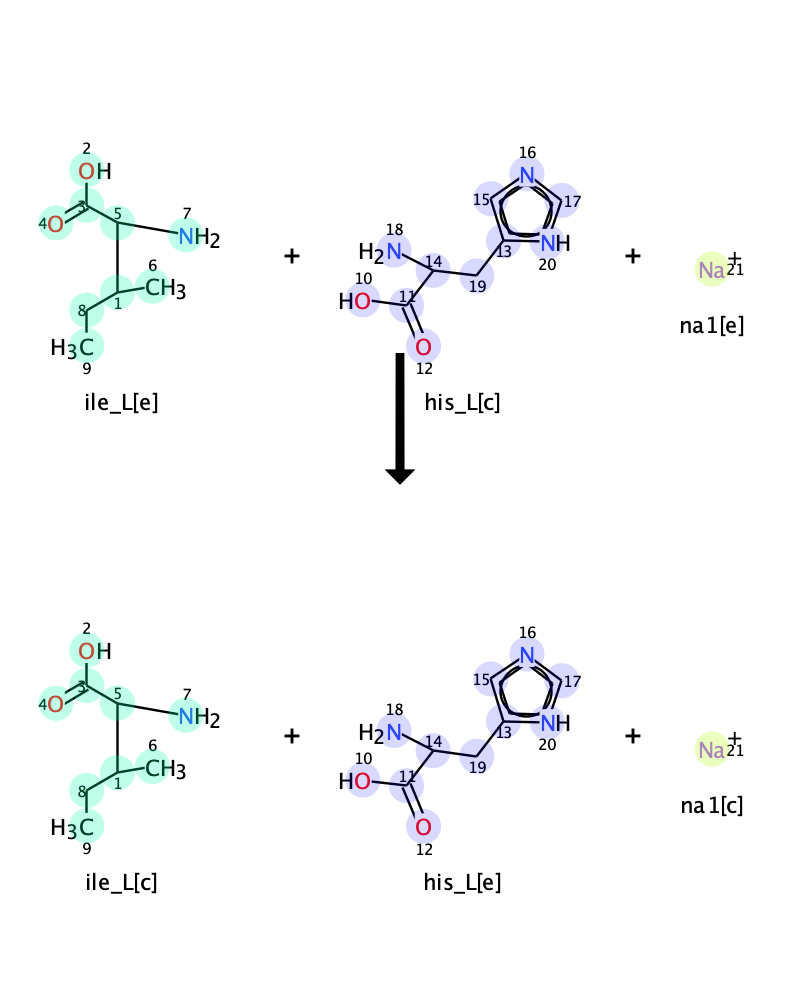 2
OH
3
4O
5
7
NH2
6
CH3
1
8
H3C
9
ile_L[e]
+
16
N
15
17
13
NH
20
18
H2N
14
19
10
HO
11
O
12
his_L[c]
+
Na+
21
na1[e]
2
OH
3
4O
5
7
NH2
6
CH3
1
8
H3C
9
ile_L[c]
+
16
N
15
17
13
NH
20
18
H2N
14
19
10
HO
11
O
12
his_L[e]
+
Na+
21
na1[c]